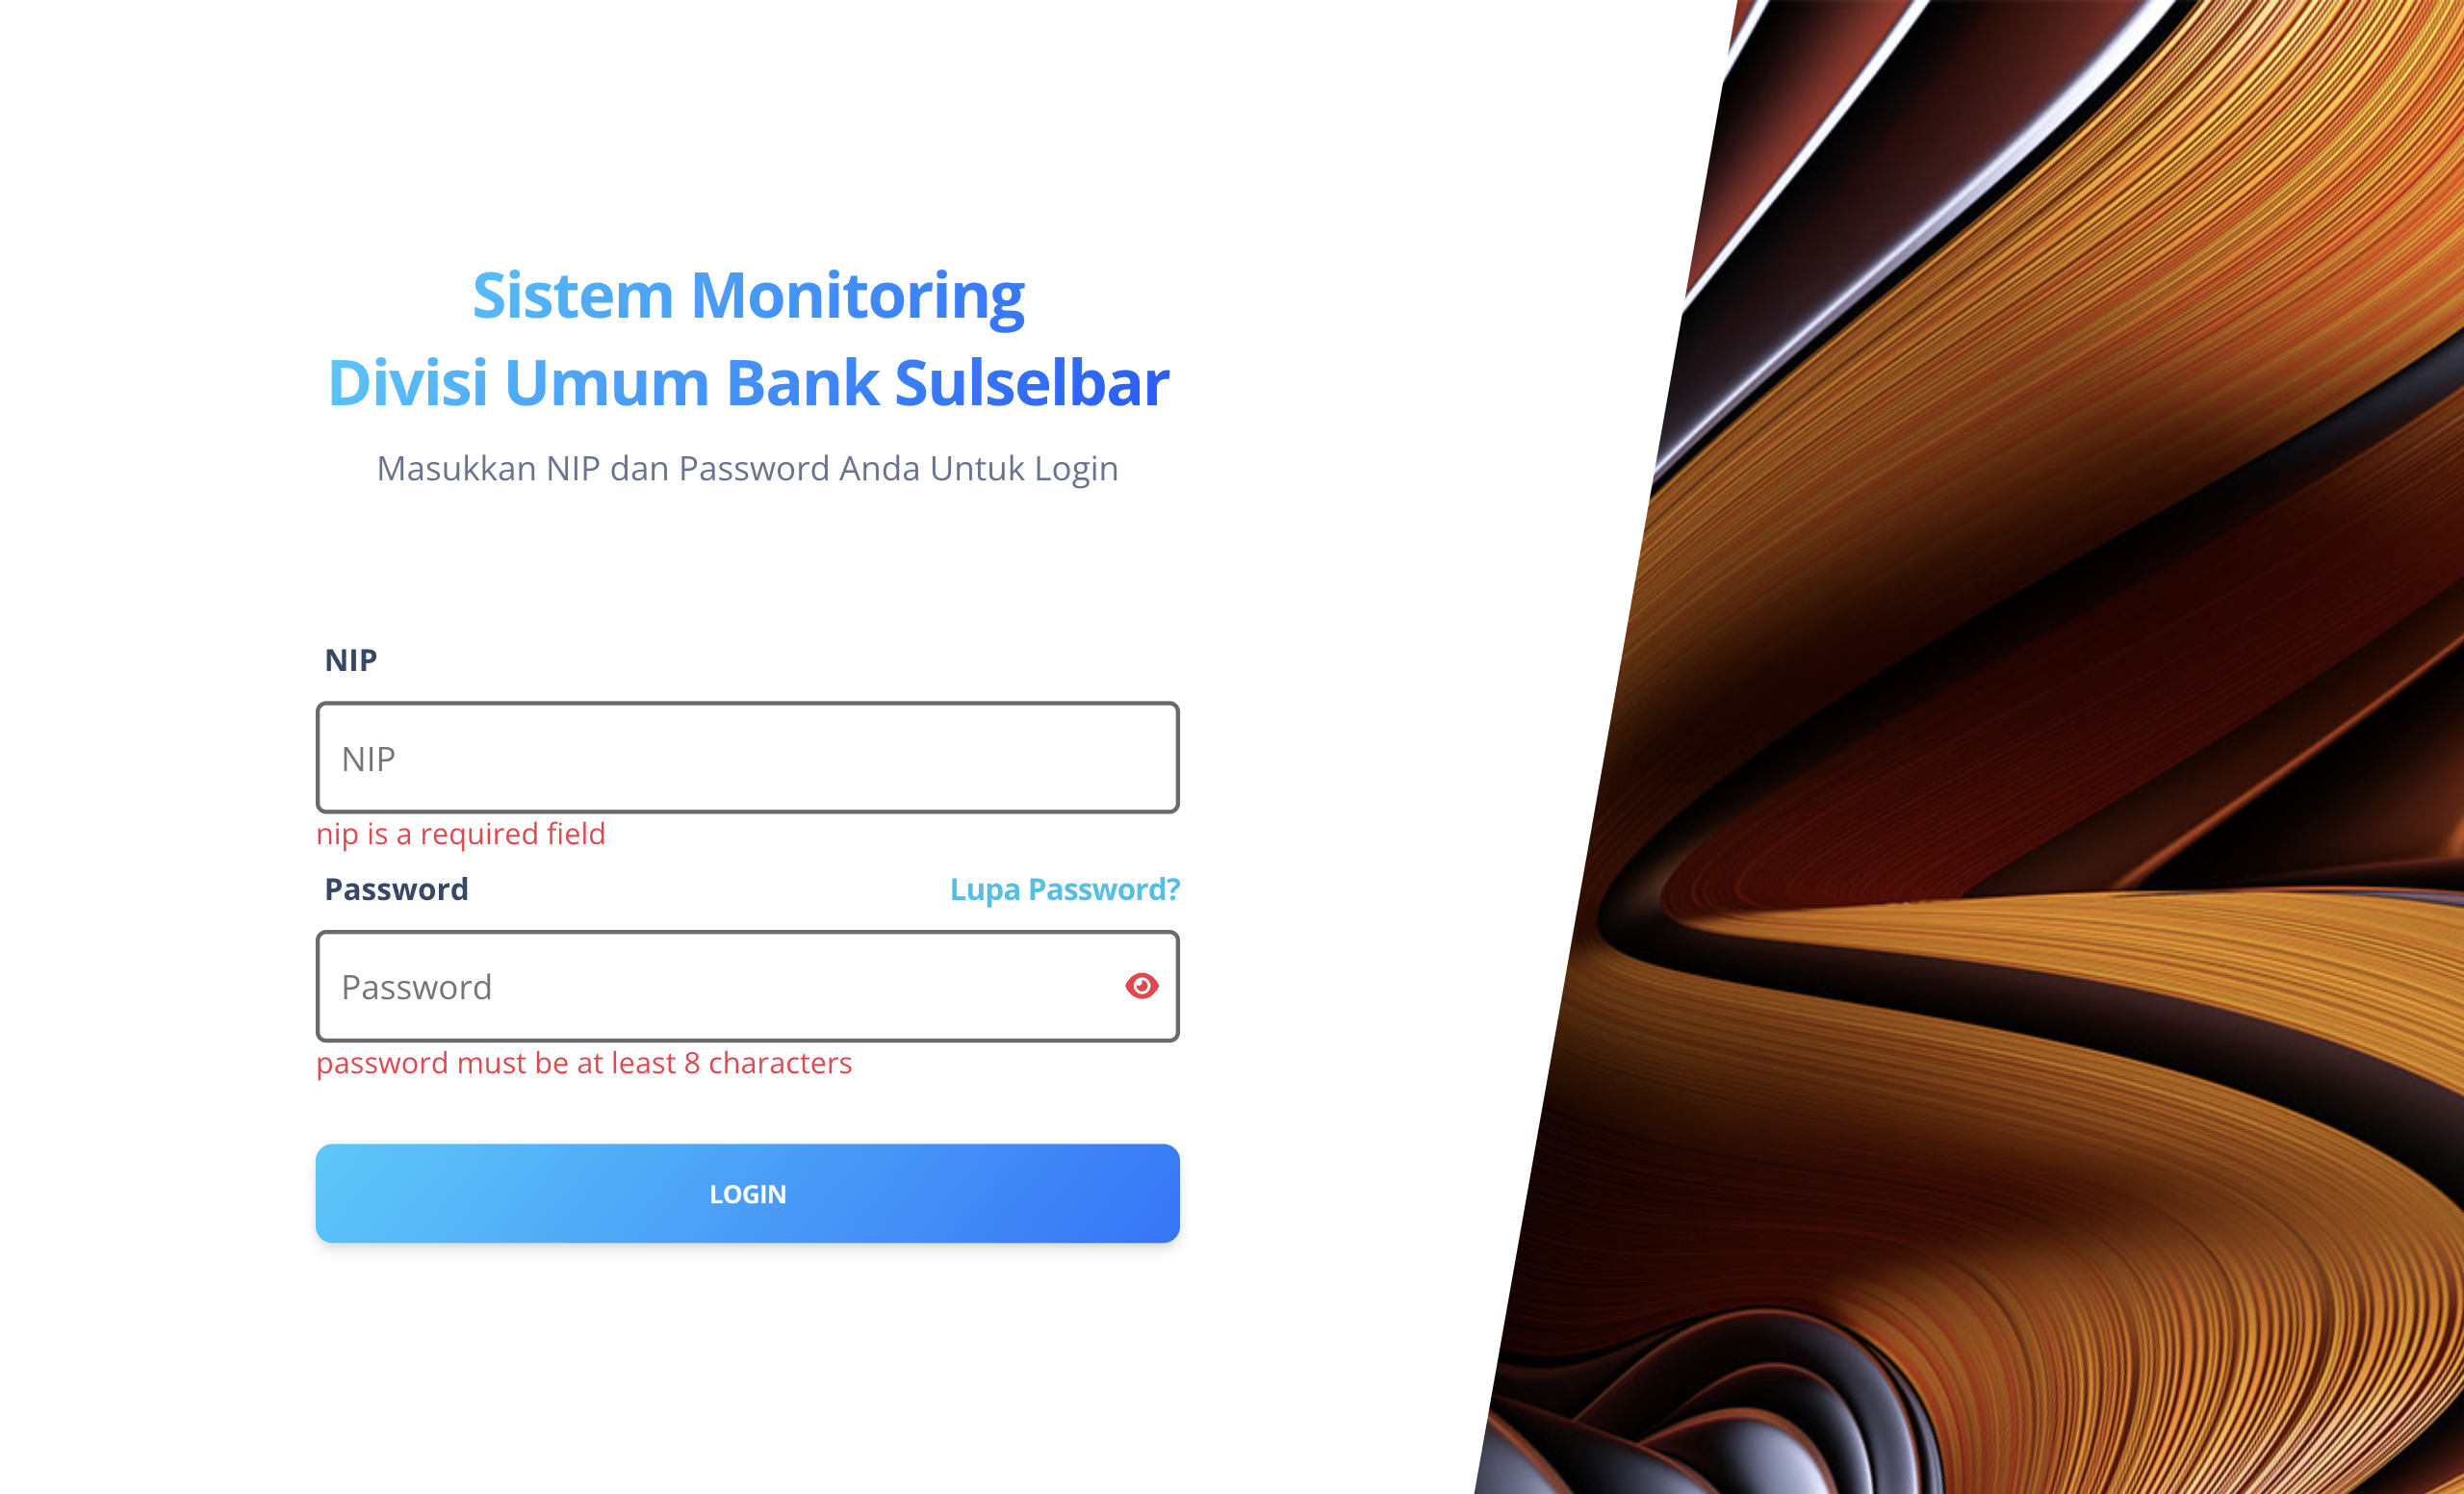 Sistem Monitoring
Divisi Umum Bank Sulselbar
Masukkan NIP dan Password Anda Untuk Login
NIP
NIP
nip is a required field
Password Lupa Password?
Password
password must be at least 8 characters
LOGIN